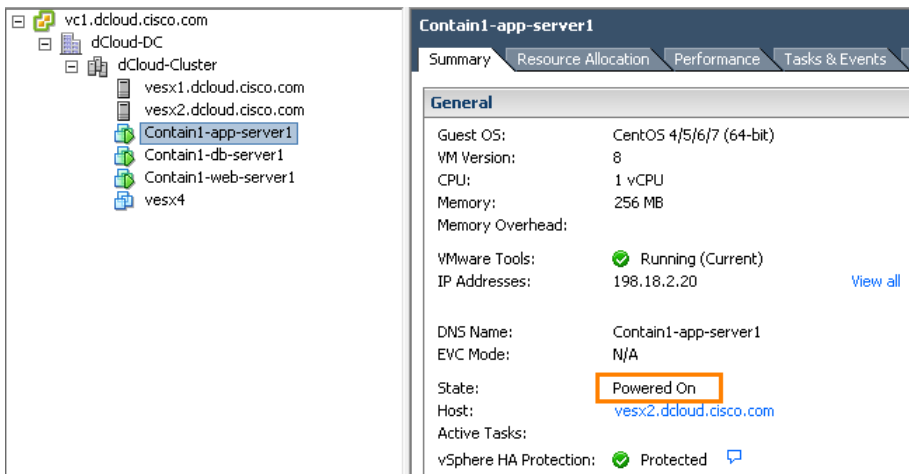 vc1.dcloud.cisco.com
dCloud-DC
dCloud-Cluster
vesx1.dcloud.cisco.com
vesx2.dcloud.cisco.com
Contain1-app-server1
Contain1-db-server1
Contain1-web-server1
vesx4
Contain1-app-server1
Summary Resource Allocation Performance Tasks & Events
General
Guest OS: CentOS 4/5/6/7 (64-bit)
VM Version: 8
CPU: 1 vCPU
Memory: 256 MB
Memory Overhead:
VMware Tools: Running (Current)
IP Addresses: 198.18.2.20 View all
DNS Name: Contain1-app-server1
EVC Mode: N/A
State: Powered On
Host: vesx2.dcloud.cisco.com
Active Tasks:
vSphere HA Protection: Protected